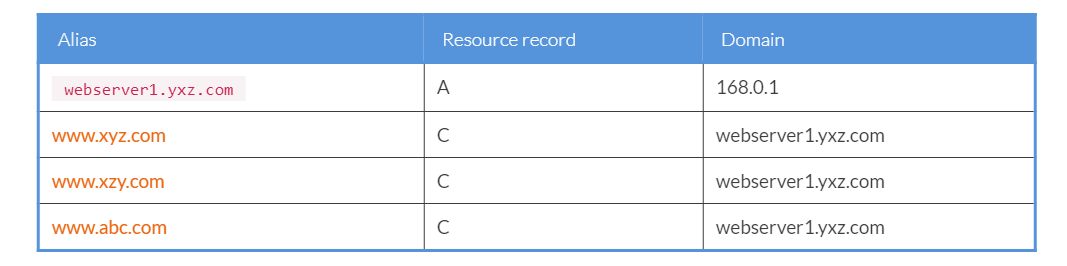 Alias Resource record Domain
webserver1.yxz.com A 168.0.1
www.xyz.com C webserver1.yxz.com
www.xzy.com C webserver1.yxz.com
www.abc.com C webserver1.yxz.com